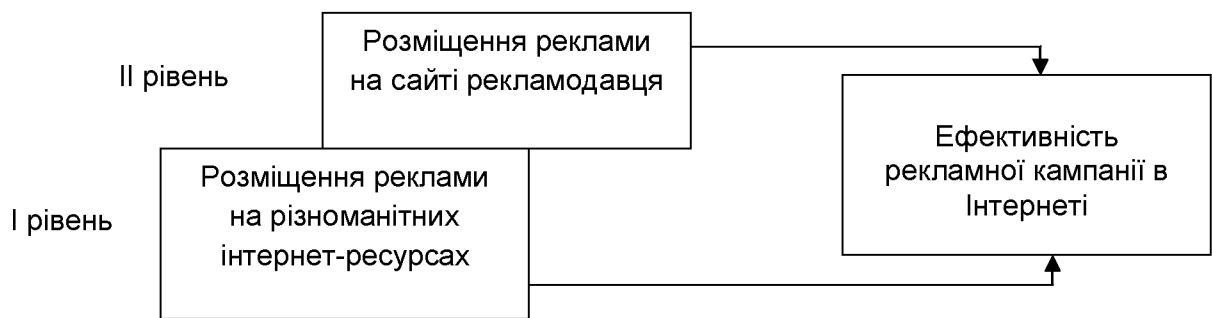 Розміщення реклами
на сайті рекламодавця
II рівень
Ефективність
рекламної кампанії в
Інтернеті
Розміщення реклами
на різноманітних
інтернет-ресурсах
I рівень